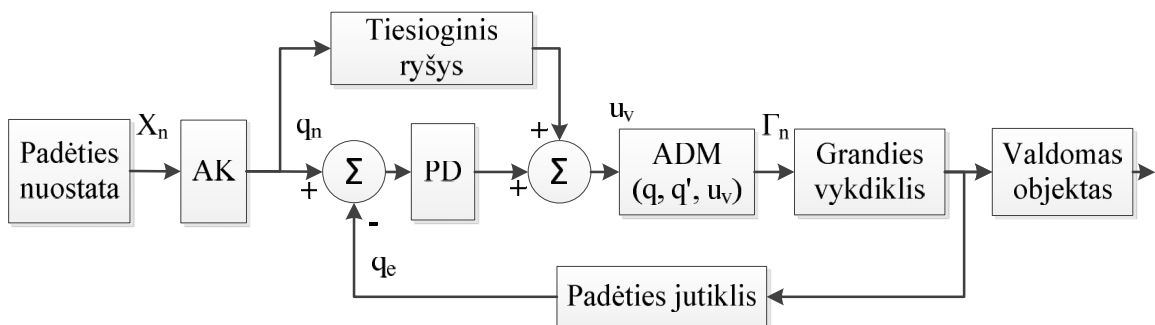 Tiesioginis
ryšys
Padėties
nuostata
Xₙ
AK
qₙ
+
Σ
-
PD
+
+
Σ
uᵥ
ADM
(q, q', uᵥ)
Γₙ
Grandies
vykdiklis
Valdomas
objektas
qₑ
Padėties jutiklis